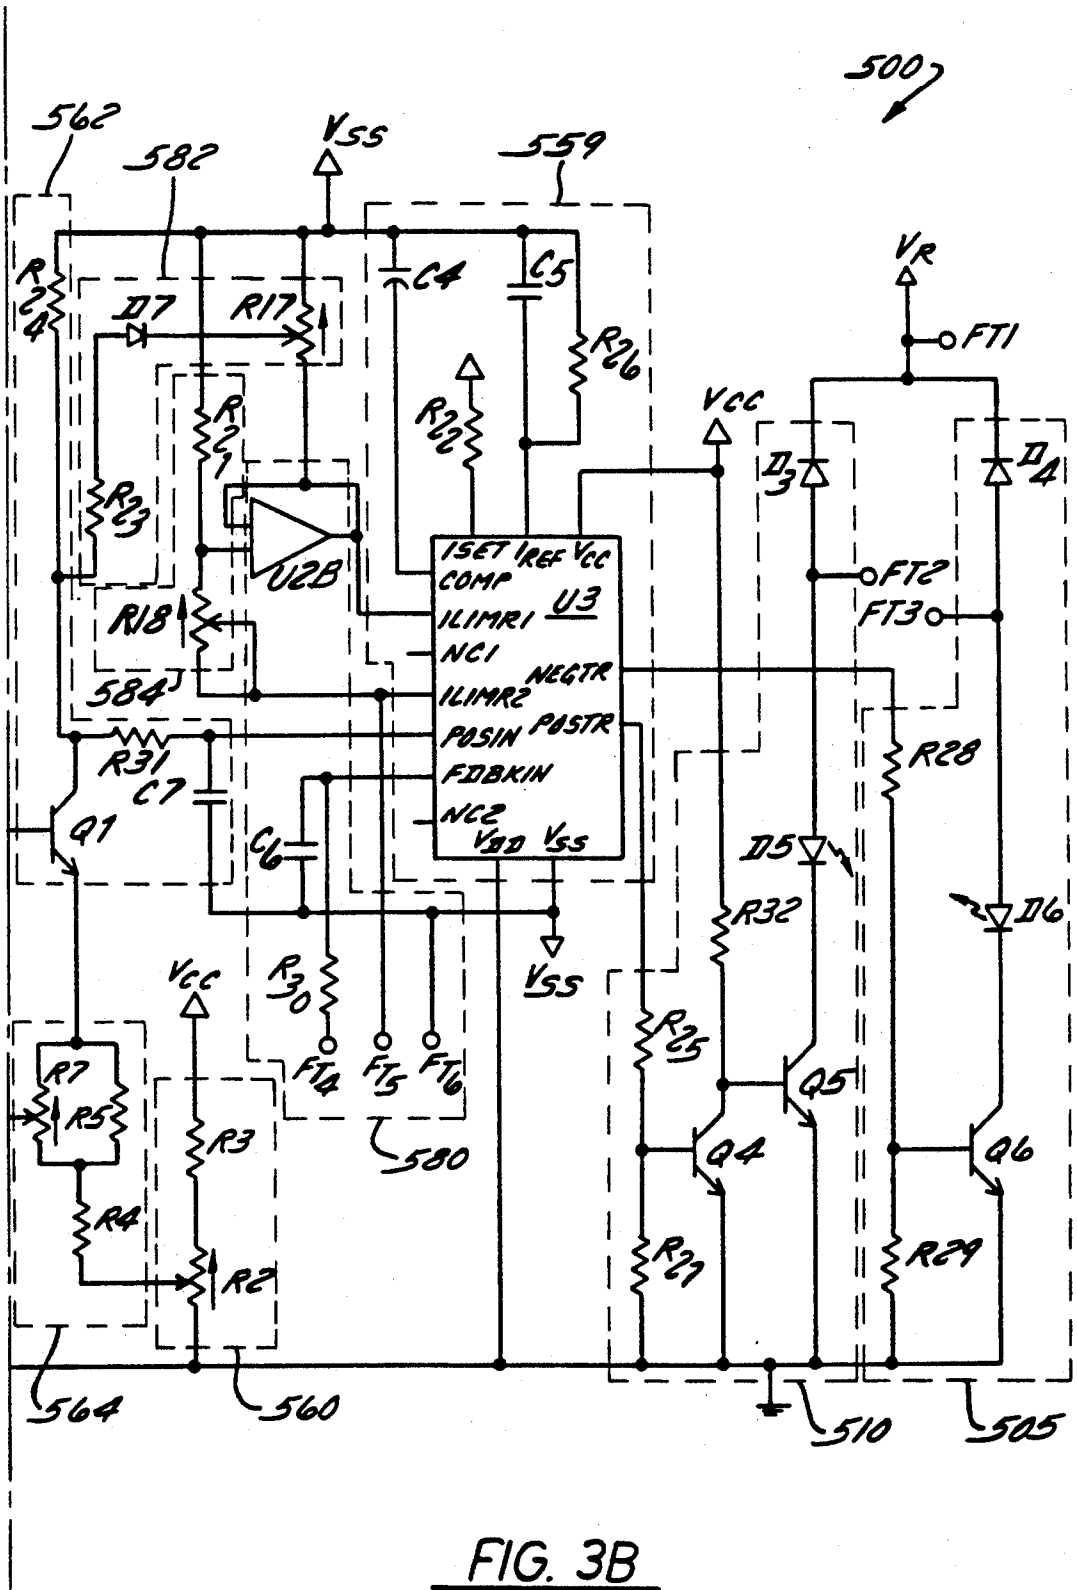 500
562
582
VSS
559
VR
R24
D7
R17
C4
C5
R26
FT1
R22
VCC
R21
R23
D3
D4
U2B
ISET IREF VCC
COMP
FT2
R18
ILIMR1 U3
FT3
NC1
NEGTR
584
ILIMR2
POSTR
POSIN
R31
FDBKIN
R28
C7
Q1
NC2
C6
VDD VSS
D5
R32
D6
VCC
R30
VSS
FT4 FT5 FT6
R25
R7
R5
Q5
R3
580
Q4
Q6
R4
R2
R27
R29
564
560
510
505
FIG. 3B